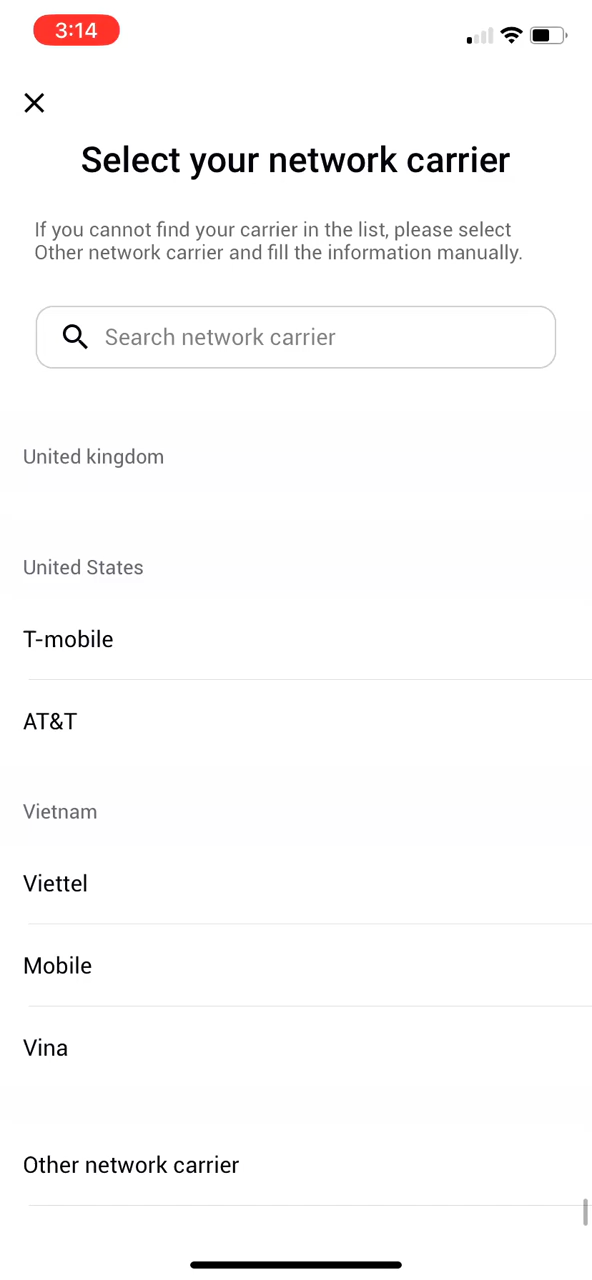 3:14
Select your network carrier
If you cannot find your carrier in the list, please select
Other network carrier and fill the information manually.
Search network carrier
United kingdom
United States
T-mobile
AT&T
Vietnam
Viettel
Mobile
Vina
Other network carrier